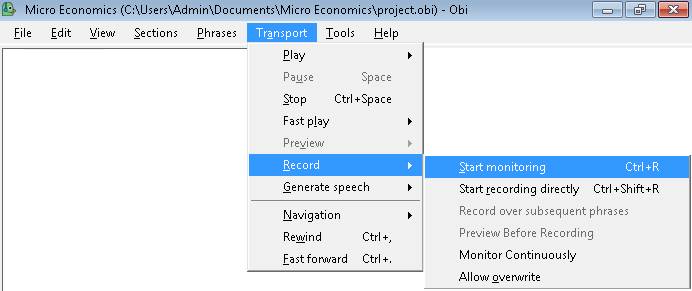 Micro Economics (C:\Users\Admin\Documents\Micro Economics\project.obi) - Obi
File Edit View Sections Phrases Transport Tools Help
Play
Pause Space
Stop Ctrl+Space
Fast play
Preview
Record
Generate speech
Navigation
Rewind Ctrl+,
Fast forward Ctrl+.
Start monitoring Ctrl+R
Start recording directly Ctrl+Shift+R
Record over subsequent phrases
Preview Before Recording
Monitor Continuously
Allow overwrite